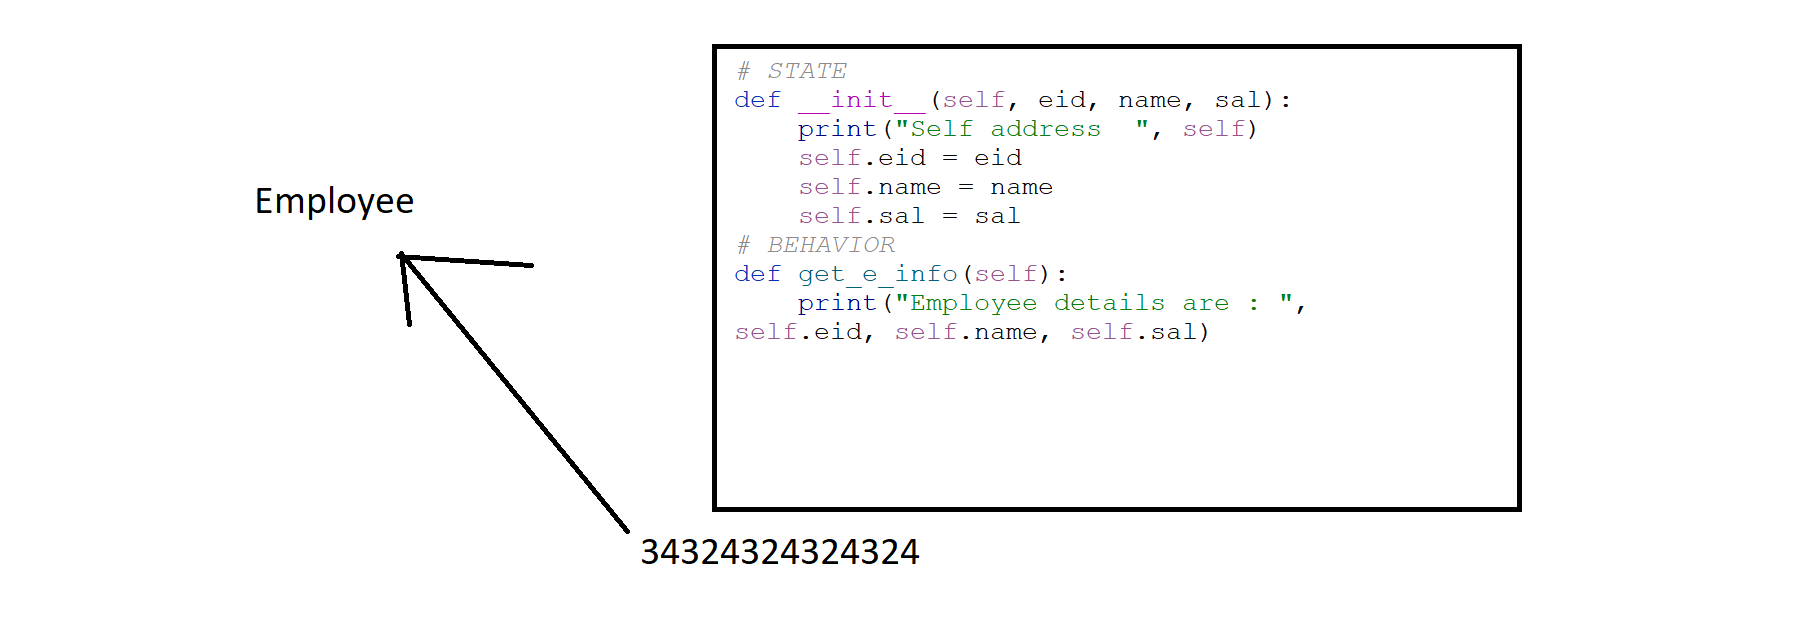 # STATE
def __init__(self, eid, name, sal):
    print("Self address  ", self)
    self.eid = eid
    self.name = name
    self.sal = sal
# BEHAVIOR
def get_e_info(self):
    print("Employee details are : ",
self.eid, self.name, self.sal)
Employee
34324324324324